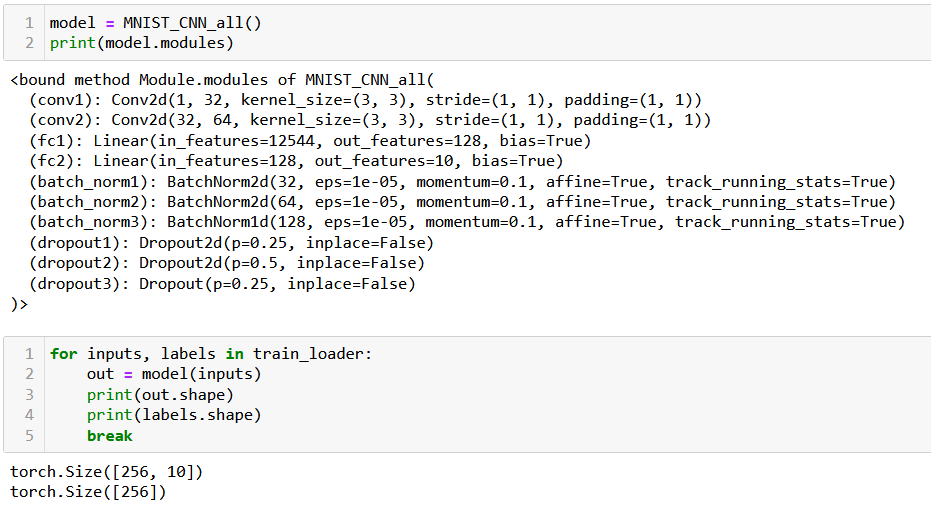 1 model = MNIST_CNN_all()
2 print(model.modules)
<bound method Module.modules of MNIST_CNN_all(
  (conv1): Conv2d(1, 32, kernel_size=(3, 3), stride=(1, 1), padding=(1, 1))
  (conv2): Conv2d(32, 64, kernel_size=(3, 3), stride=(1, 1), padding=(1, 1))
  (fc1): Linear(in_features=12544, out_features=128, bias=True)
  (fc2): Linear(in_features=128, out_features=10, bias=True)
  (batch_norm1): BatchNorm2d(32, eps=1e-05, momentum=0.1, affine=True, track_running_stats=True)
  (batch_norm2): BatchNorm2d(64, eps=1e-05, momentum=0.1, affine=True, track_running_stats=True)
  (batch_norm3): BatchNorm1d(128, eps=1e-05, momentum=0.1, affine=True, track_running_stats=True)
  (dropout1): Dropout2d(p=0.25, inplace=False)
  (dropout2): Dropout2d(p=0.5, inplace=False)
  (dropout3): Dropout(p=0.25, inplace=False)
)>
1 for inputs, labels in train_loader:
2     out = model(inputs)
3     print(out.shape)
4     print(labels.shape)
5     break
torch.Size([256, 10])
torch.Size([256])